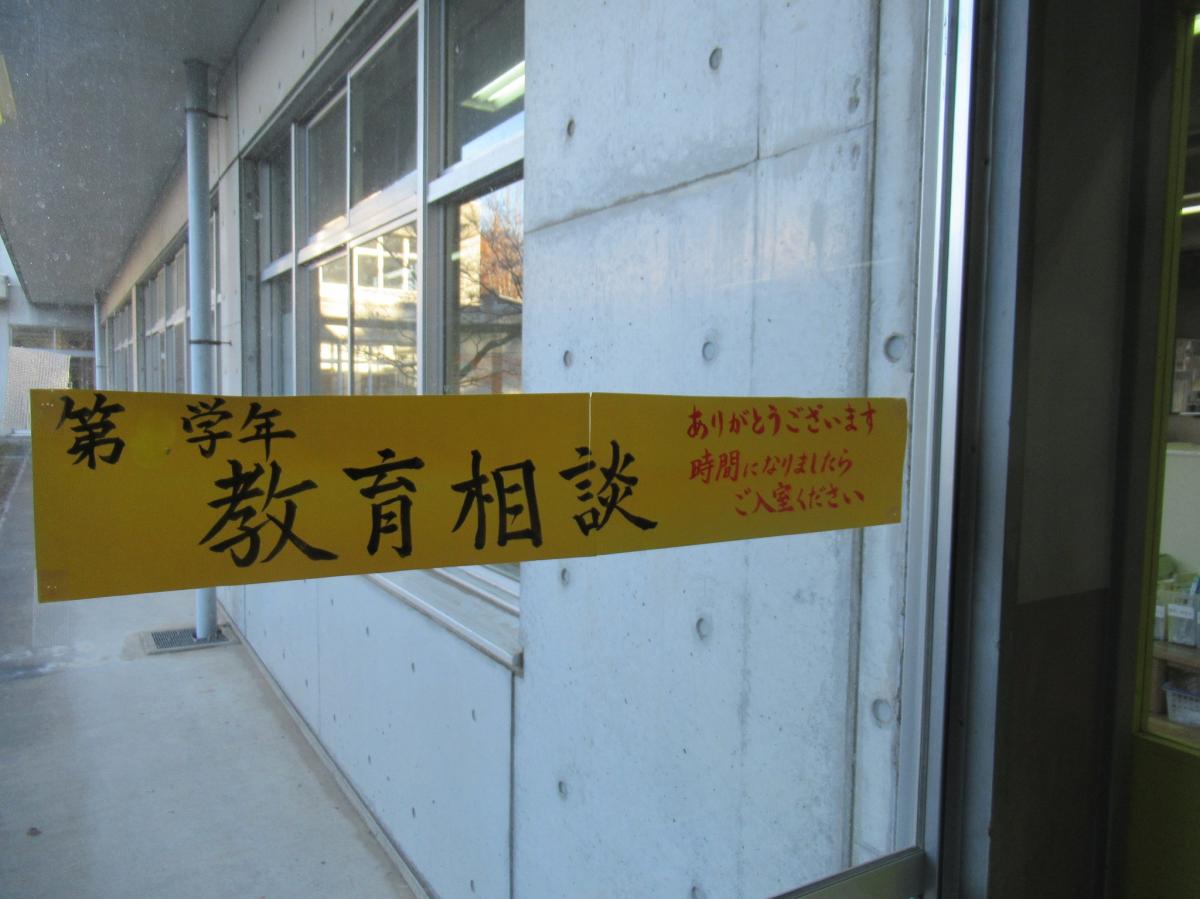 第　学年
教育相談
ありがとうございます
時間になりましたら
ご入室ください